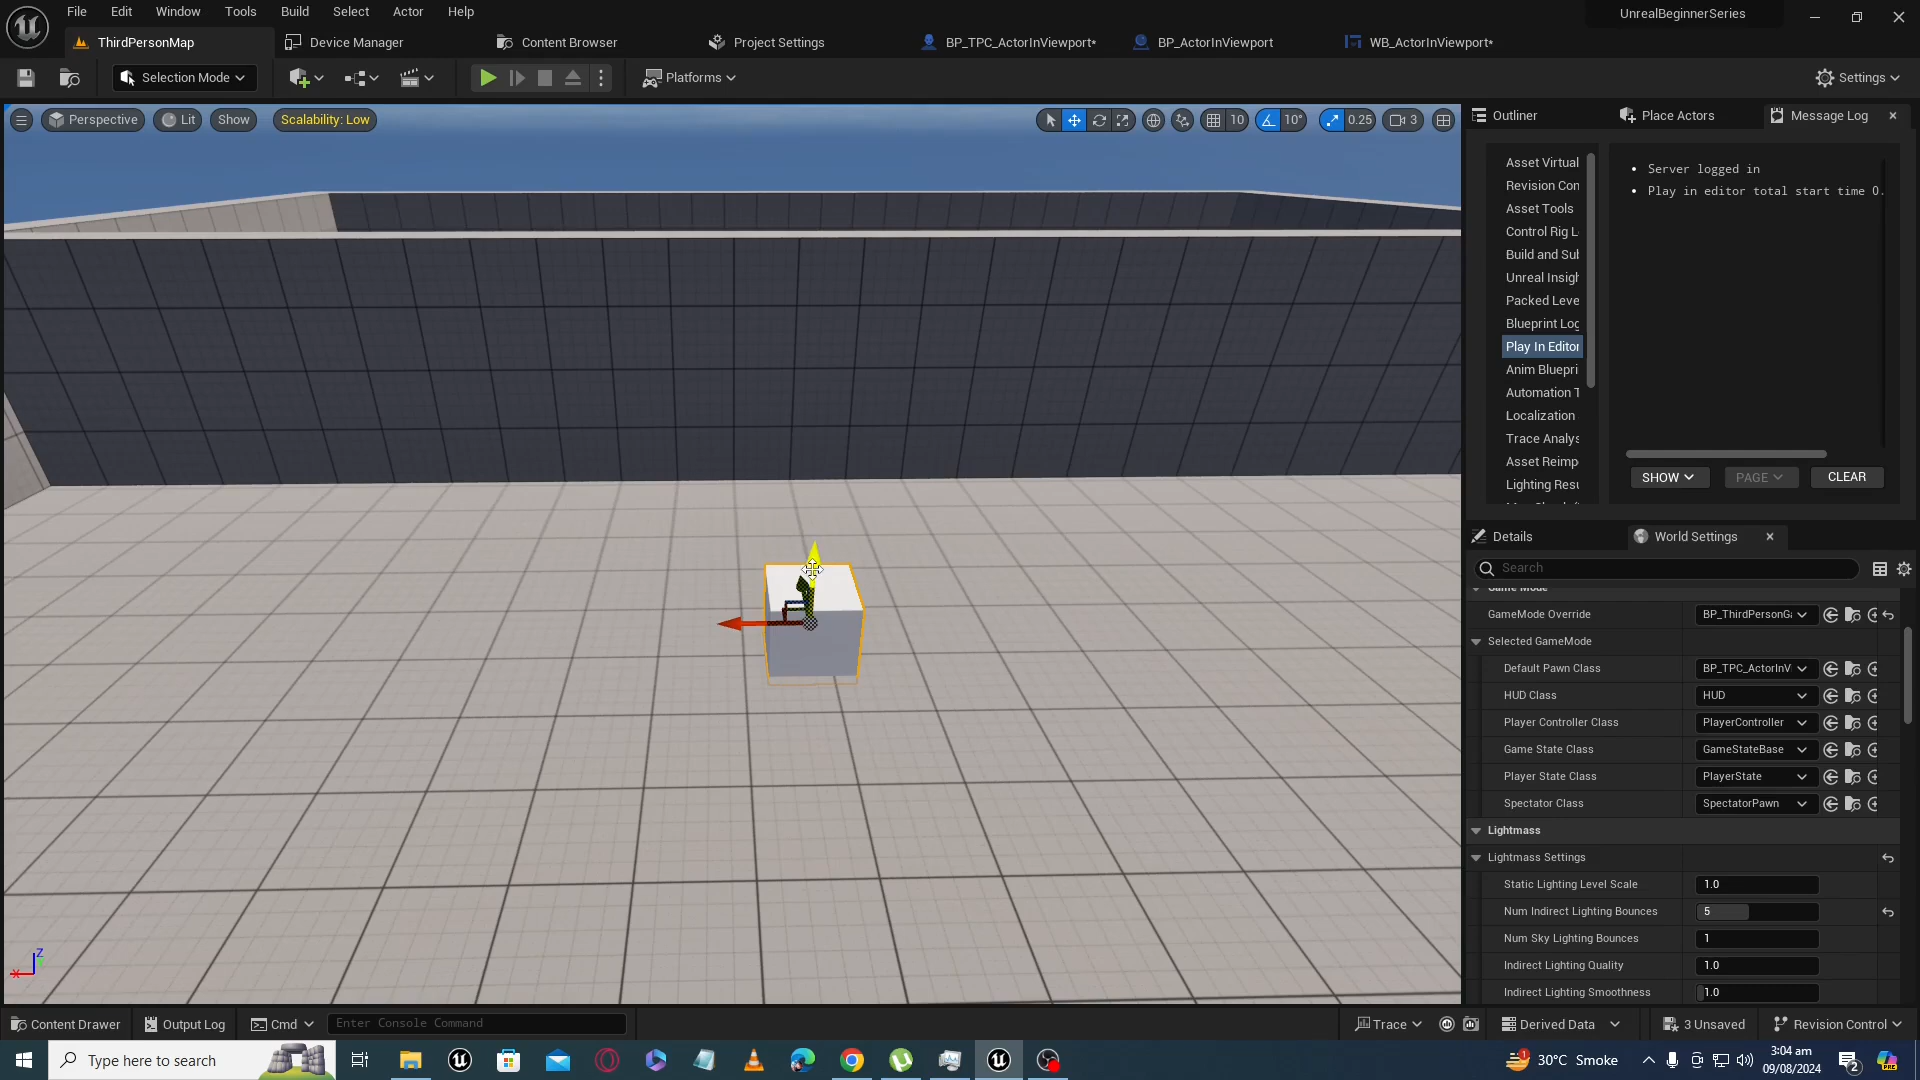 File Edit Window Tools Build Select Actor Help
UnrealBeginnerSeries
ThirdPersonMap
Device Manager
Content Browser
Project Settings
BP_TPC_ActorInViewport*
BP_ActorInViewport
WB_ActorInViewport*
Selection Mode
Platforms
Settings
Perspective
Lit
Show
Scalability: Low
10
10°
0.25
3
Outliner
Place Actors
Message Log
Asset Virtual
Revision Con
Asset Tools
Control Rig L
Build and Sub
Unreal Insigh
Packed Leve
Blueprint Log
Play In Editor
Anim Bluepri
Automation T
Localization
Trace Analys
Asset Reimp
Lighting Resu
Server logged in
Play in editor total start time 0.
SHOW
PAGE
CLEAR
Details
World Settings
Search
Game Mode
GameMode Override
BP_ThirdPersonGa
Selected GameMode
Default Pawn Class
BP_TPC_ActorInV
HUD Class
HUD
Player Controller Class
PlayerController
Game State Class
GameStateBase
Player State Class
PlayerState
Spectator Class
SpectatorPawn
Lightmass
Lightmass Settings
Static Lighting Level Scale
1.0
Num Indirect Lighting Bounces
5
Num Sky Lighting Bounces
1
Indirect Lighting Quality
1.0
Indirect Lighting Smoothness
1.0
Z
X
Content Drawer
Output Log
Cmd
Enter Console Command
Trace
Derived Data
3 Unsaved
Revision Control
Type here to search
30°C Smoke
3:04 am
09/08/2024
2